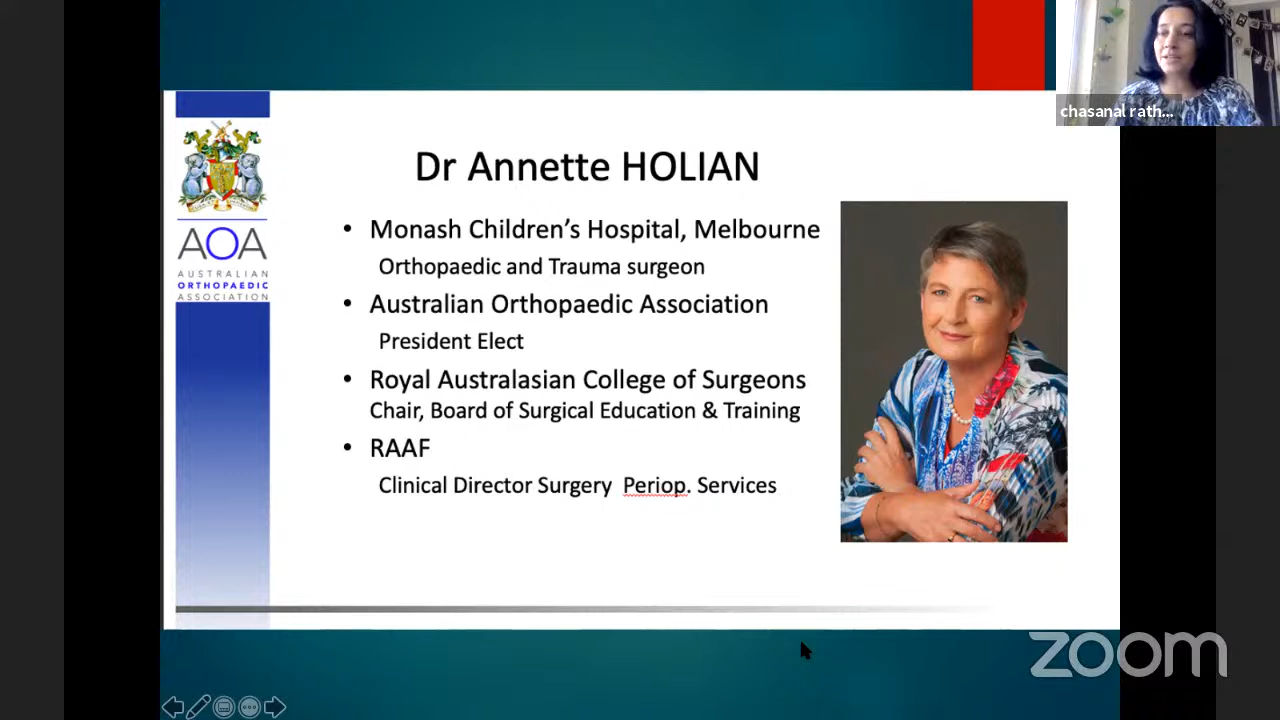 chasanal rath...
Dr Annette HOLIAN
• Monash Children's Hospital, Melbourne
Orthopaedic and Trauma surgeon
• Australian Orthopaedic Association
President Elect
• Royal Australasian College of Surgeons
Chair, Board of Surgical Education & Training
• RAAF
Clinical Director Surgery Periop. Services
AOA
AUSTRALIAN
ORTHOPAEDIC
ASSOCIATION
zoom